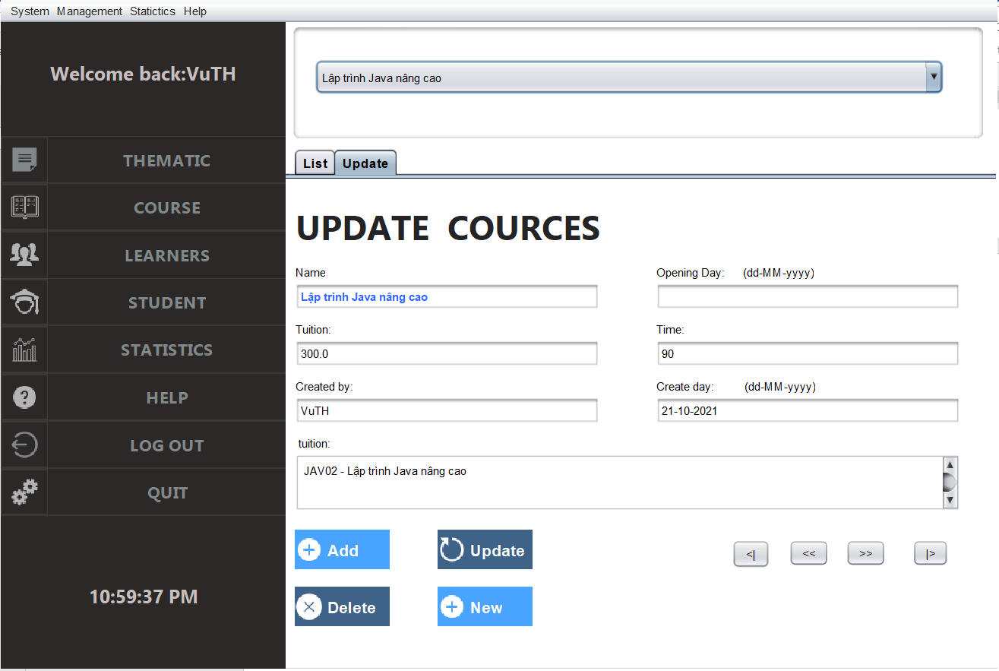 System Management Statictics Help
Welcome back:VuTH
THEMATIC
COURSE
LEARNERS
STUDENT
STATISTICS
HELP
LOG OUT
QUIT
10:59:37 PM
Lập trình Java nâng cao
List Update
UPDATE COURCES
Name
Opening Day: (dd-MM-yyyy)
Lập trình Java nâng cao
Tuition:
Time:
300.0
90
Created by:
Create day: (dd-MM-yyyy)
VuTH
21-10-2021
tuition:
JAV02 - Lập trình Java nâng cao
Add
Update
<| << >> |>
Delete
New